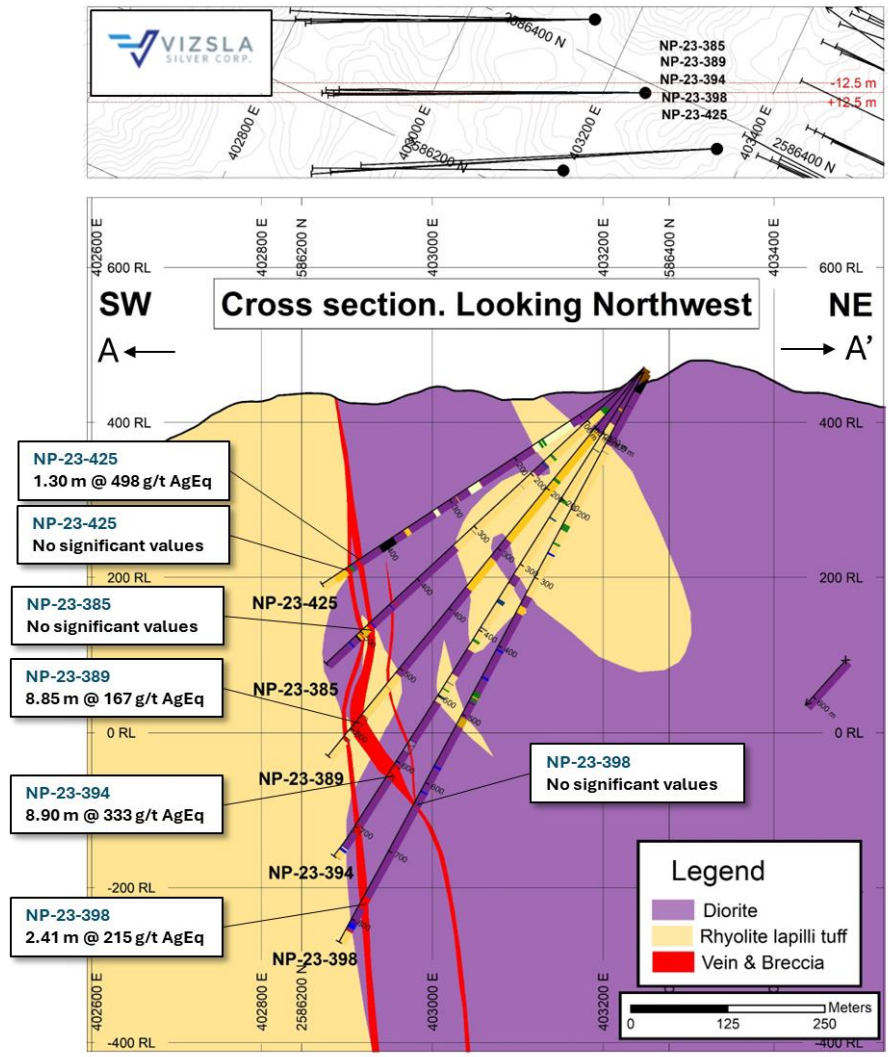 VIZSLA
SILVER CORP.
2586400 N
NP-23-385
NP-23-389
NP-23-394
NP-23-398
NP-23-425
-12.5 m
+12.5 m
402800 E
403000 E
2586200 N
403200 E
403400 E
2586400 N
402600 E
402800 E
586200 N
403000 E
403200 E
586400 N
403400 E
600 RL
600 RL
SW
Cross section. Looking Northwest
NE
A
A'
400 RL
400 RL
NP-23-425
1.30 m @ 498 g/t AgEq
NP-23-425
No significant values
200 RL
200 RL
NP-23-425
NP-23-385
No significant values
NP-23-385
NP-23-389
8.85 m @ 167 g/t AgEq
0 RL
0 RL
NP-23-389
NP-23-398
No significant values
NP-23-394
8.90 m @ 333 g/t AgEq
NP-23-394
-200 RL
NP-23-398
2.41 m @ 215 g/t AgEq
NP-23-398
Legend
Diorite
Rhyolite lapilli tuff
Vein & Breccia
Meters
0
125
250
402600 E
402800 E
2586200 N
403000 E
403200 E
-400 RL
-400 RL